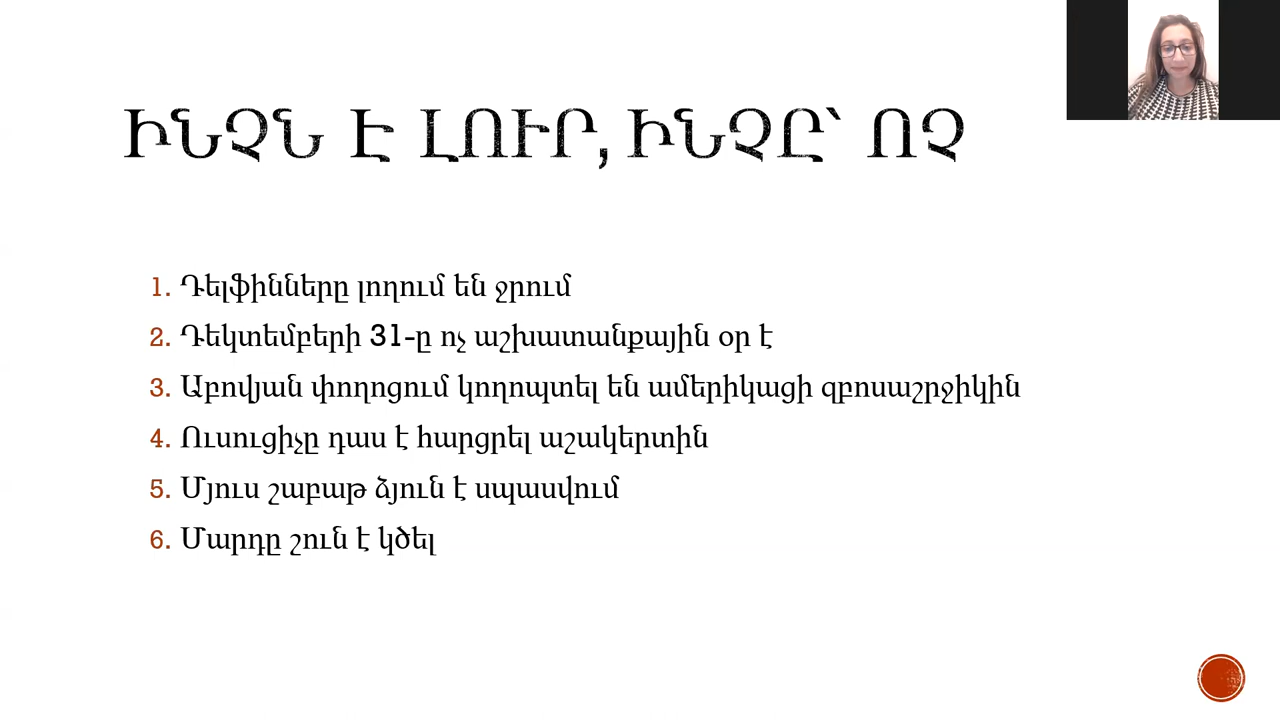 ԻՆՉՆ Է ԼՈՒՐ, ԻՆՉԸ՝ ՈՉ
1. Դելֆինները լողում են ջրում
2. Դեկտեմբերի 31-ը ոչ աշխատանքային օր է
3. Աբովյան փողոցում կողոպտել են ամերիկացի զբոսաշրջիկին
4. Ուսուցիչը դաս է հարցրել աշակերտին
5. Մյուս շաբաթ ձյուն է սպասվում
6. Մարդը շուն է կծել